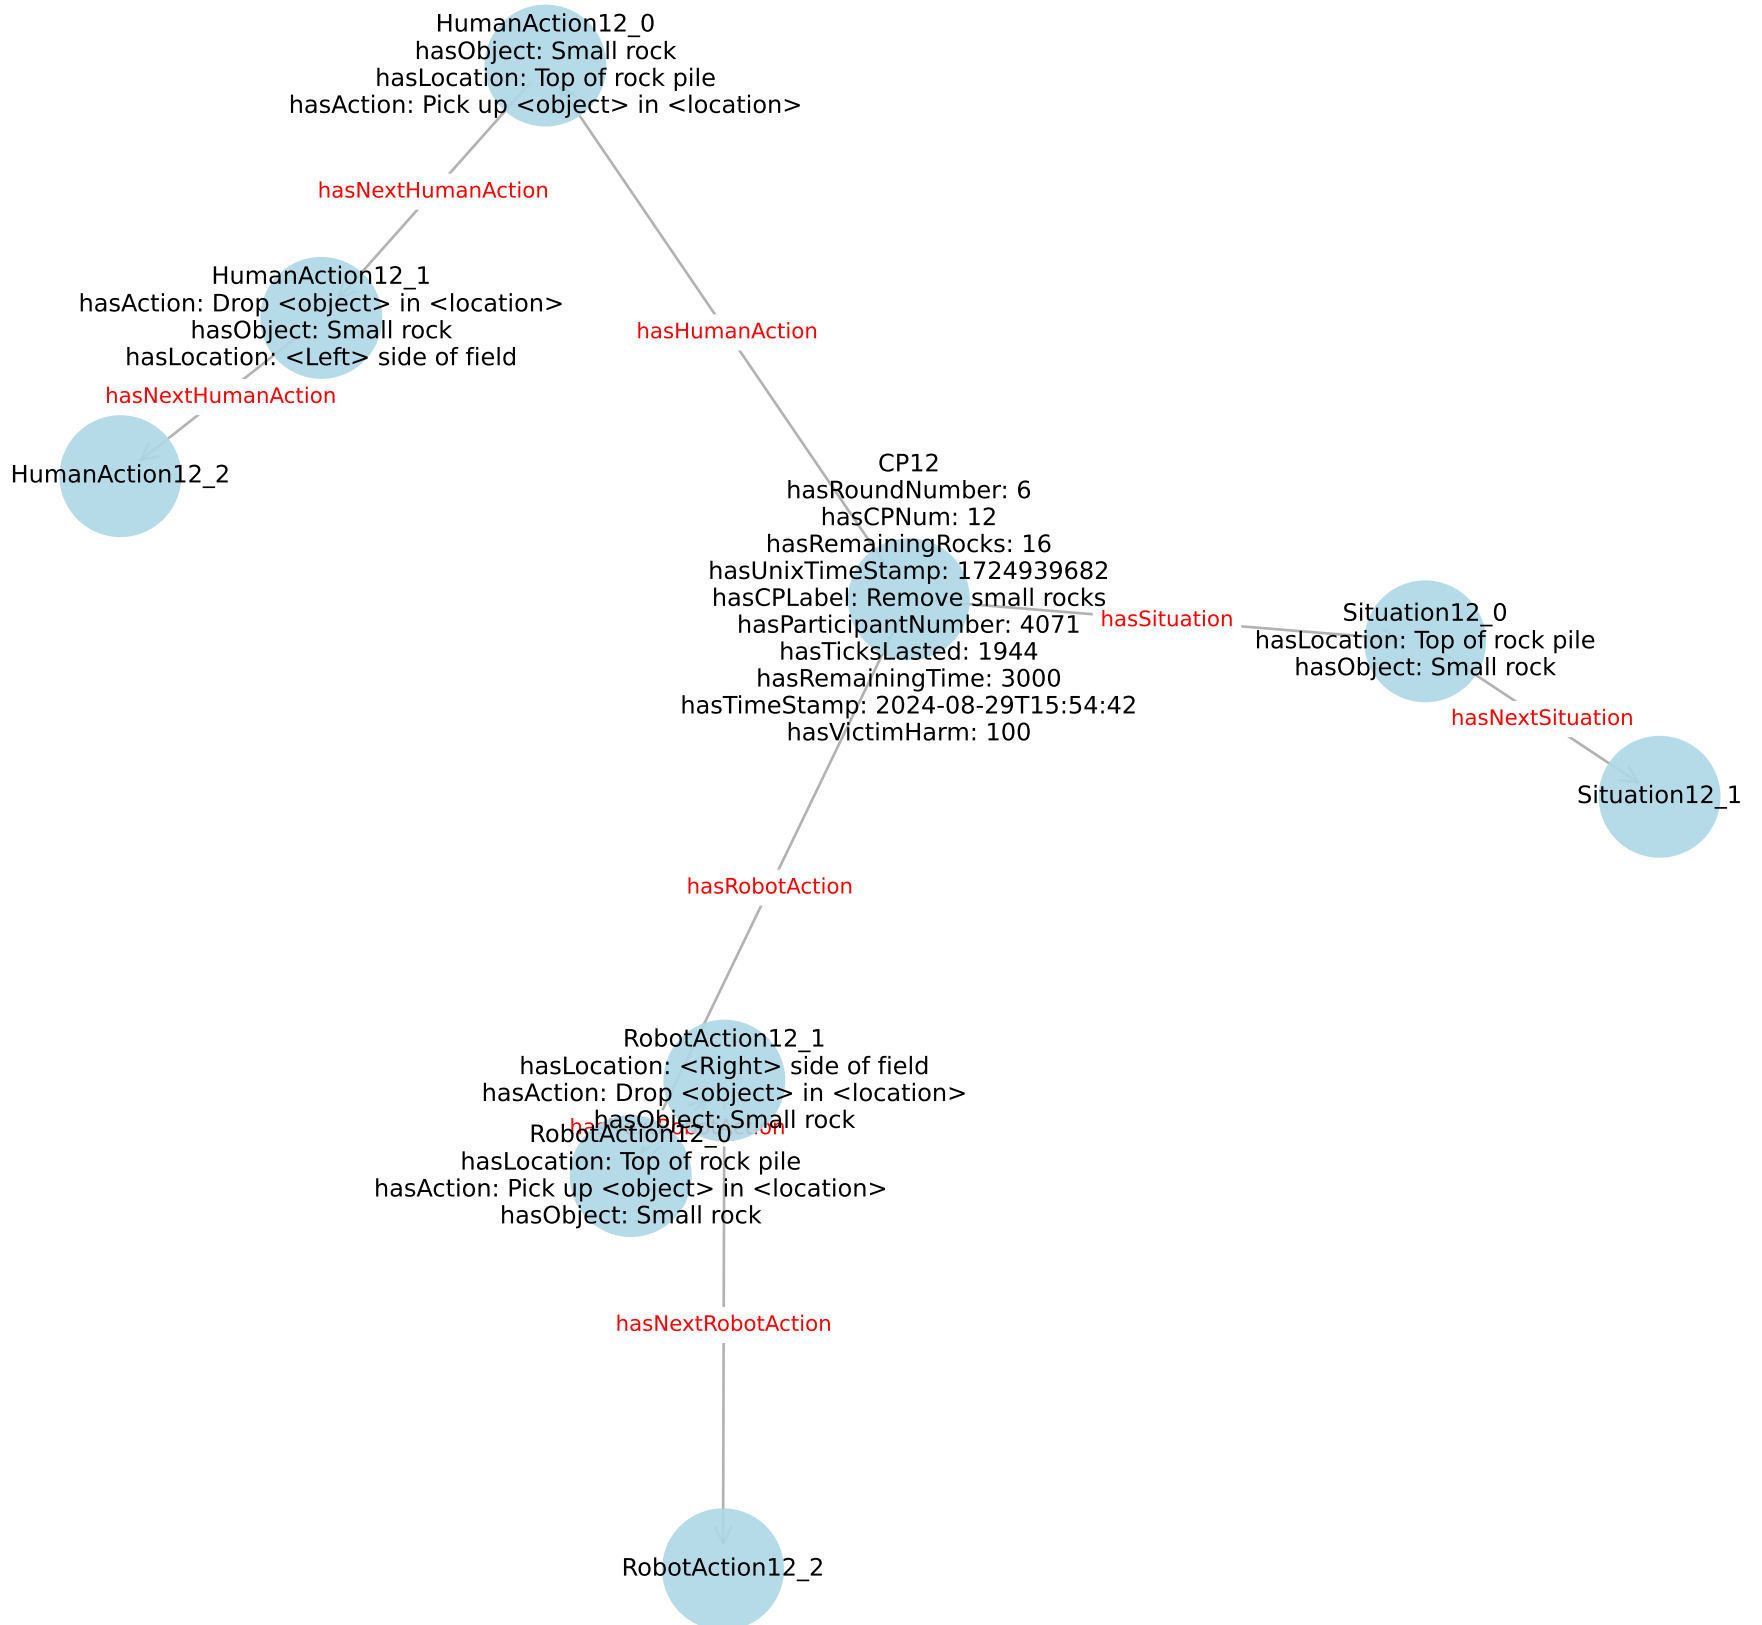 HumanAction12_0
hasObject: Small rock
hasLocation: Top of rock pile
hasAction: Pick up <object> in <location>
hasNextHumanAction
HumanAction12_1
hasAction: Drop <object> in <location>
hasObject: Small rock
hasLocation: <Left> side of field
hasNextHumanAction
HumanAction12_2
hasHumanAction
CP12
hasRoundNumber: 6
hasCPNum: 12
hasRemainingRocks: 16
hasUnixTimeStamp: 1724939682
hasCPLabel: Remove small rocks
hasParticipantNumber: 4071
hasTicksLasted: 1944
hasRemainingTime: 3000
hasTimeStamp: 2024-08-29T15:54:42
hasVictimHarm: 100
hasSituation
Situation12_0
hasLocation: Top of rock pile
hasObject: Small rock
hasNextSituation
Situation12_1
hasRobotAction
RobotAction12_1
hasLocation: <Right> side of field
hasAction: Drop <object> in <location>
hasObject: Small rock
RobotAction12_0
hasLocation: Top of rock pile
hasAction: Pick up <object> in <location>
hasObject: Small rock
hasNextRobotAction
RobotAction12_2